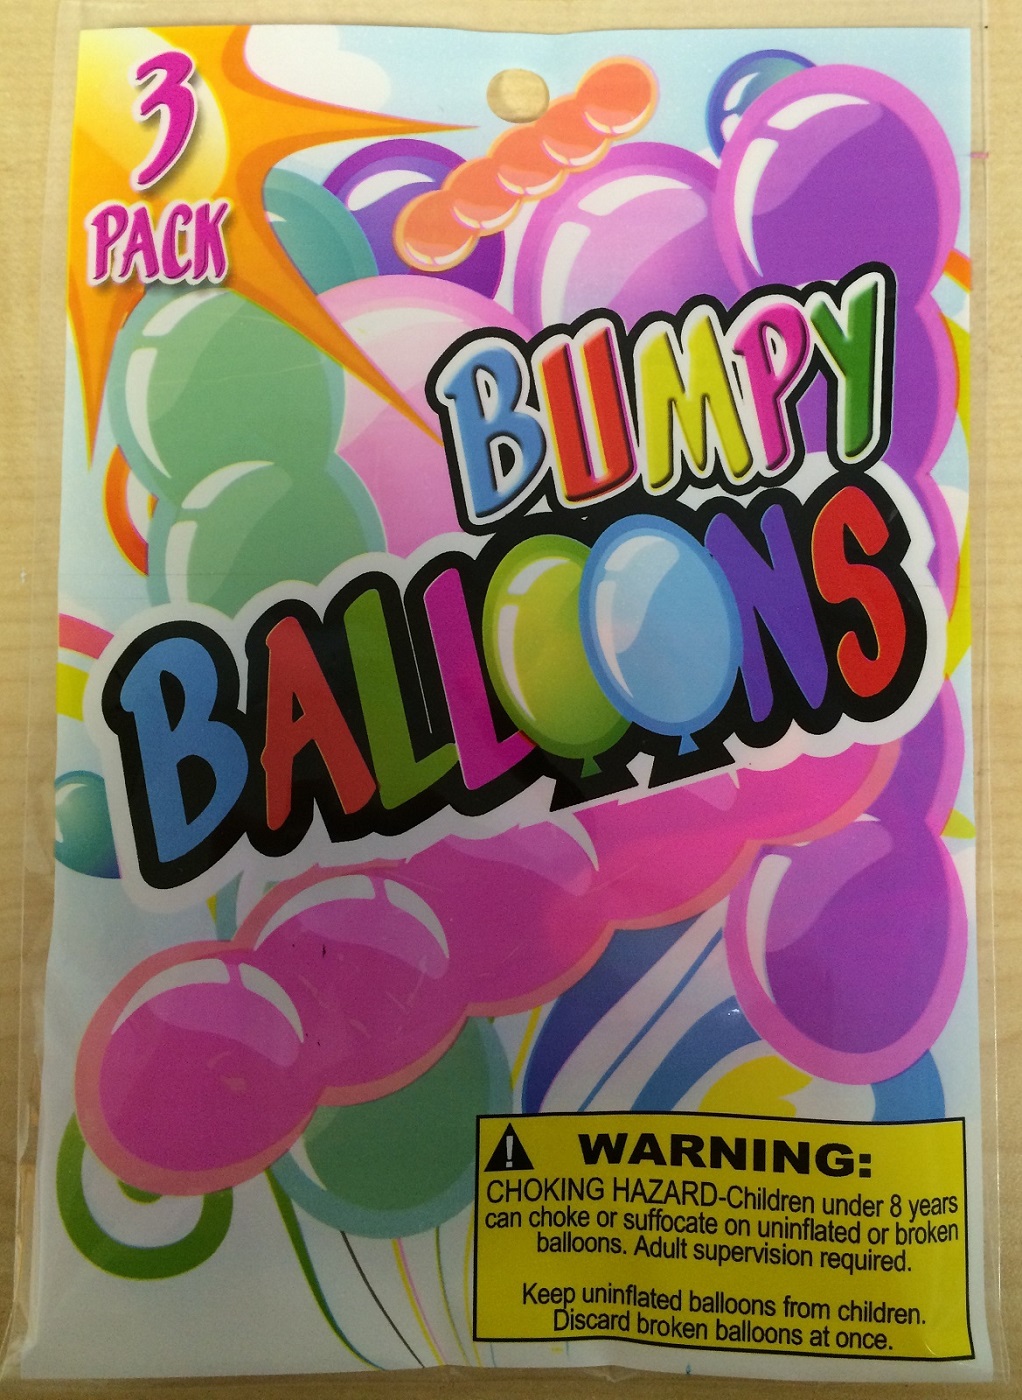 3
PACK
BUMPY
BALLOONS
WARNING:
CHOKING HAZARD-Children under 8 years
can choke or suffocate on uninflated or broken
balloons. Adult supervision required.
Keep uninflated balloons from children.
Discard broken balloons at once.